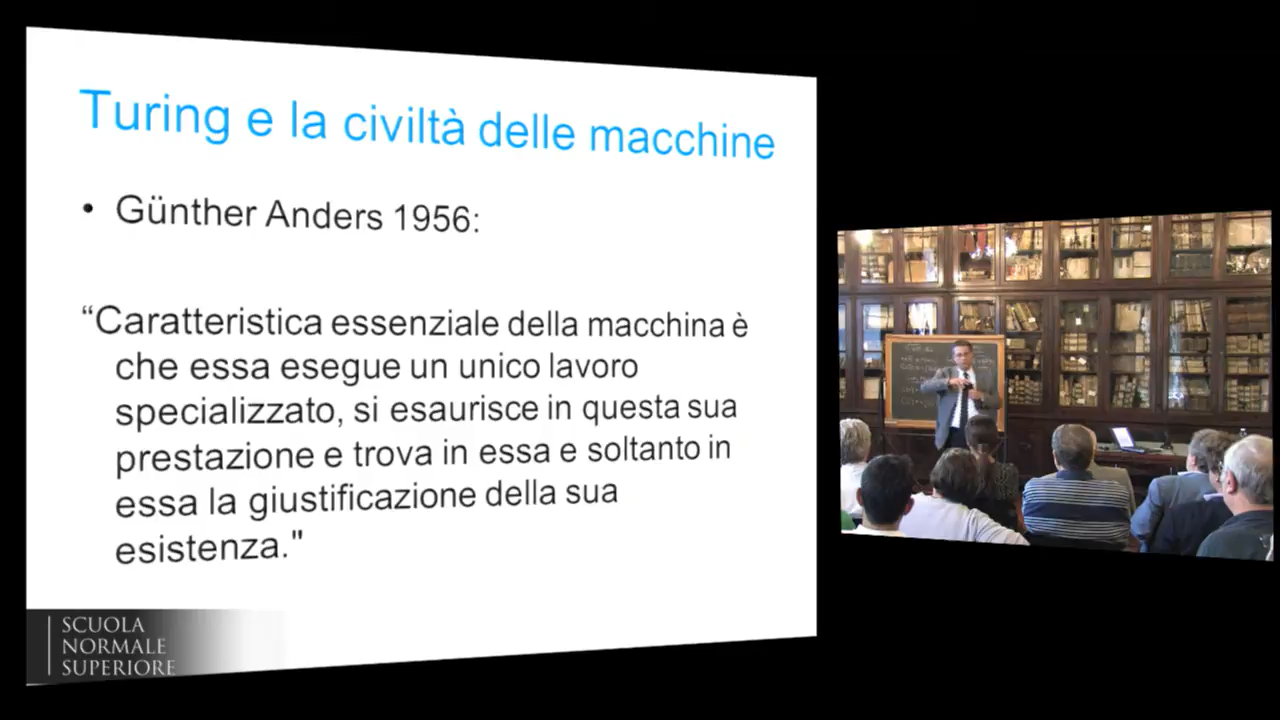 Turing e la civiltà delle macchine
• Günther Anders 1956:
“Caratteristica essenziale della macchina è
che essa esegue un unico lavoro
specializzato, si esaurisce in questa sua
prestazione e trova in essa e soltanto in
essa la giustificazione della sua
esistenza."
SCUOLA
NORMALE
SUPERIORE